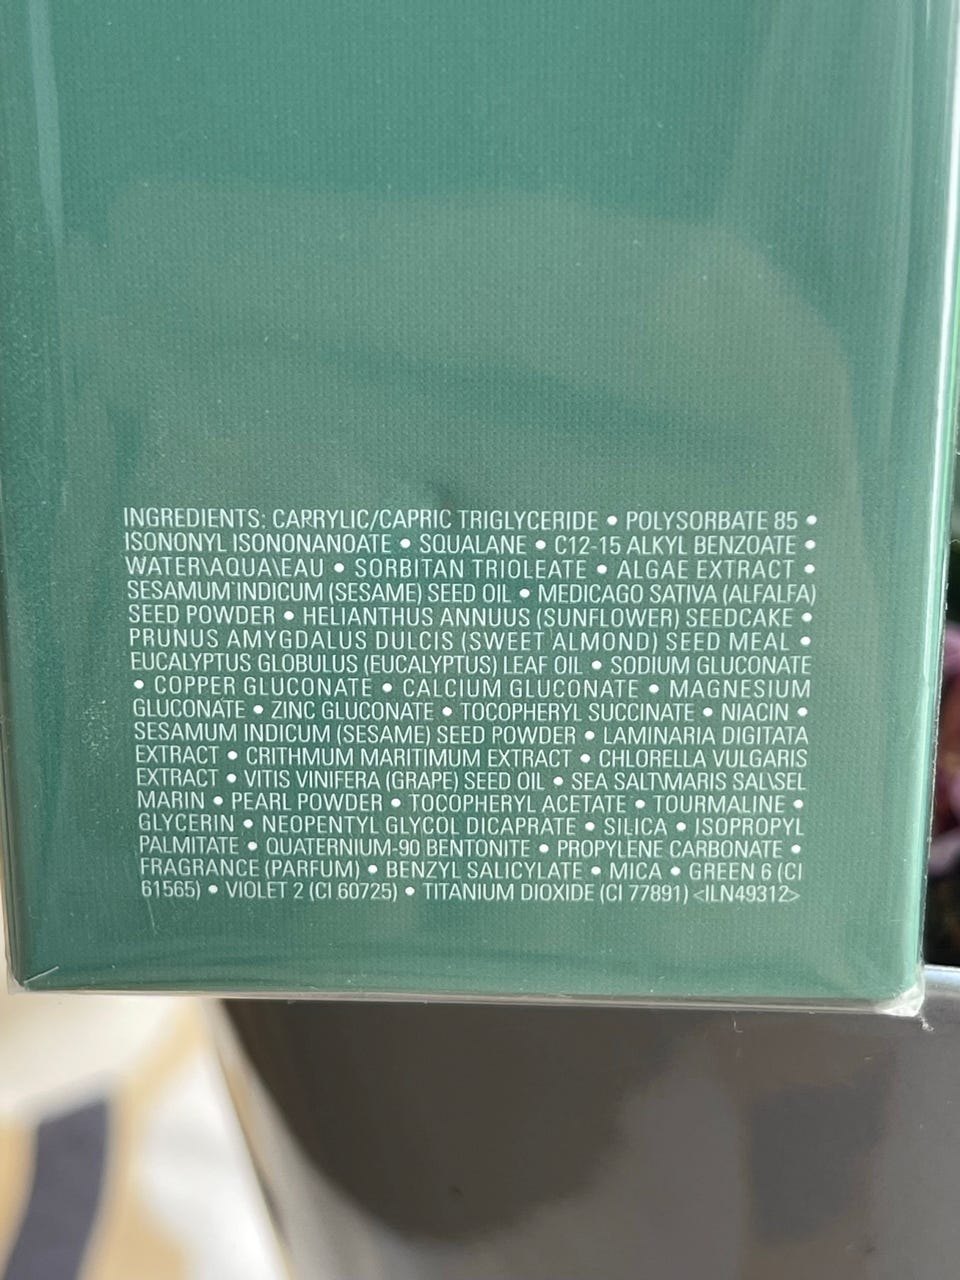 INGREDIENTS: CAPRYLIC/CAPRIC TRIGLYCERIDE • POLYSORBATE 85 •
ISONONYL ISONONANOATE • SQUALANE • C12-15 ALKYL BENZOATE •
WATER\AQUA\EAU • SORBITAN TRIOLEATE • ALGAE EXTRACT •
SESAMUM INDICUM (SESAME) SEED OIL • MEDICAGO SATIVA (ALFALFA)
SEED POWDER • HELIANTHUS ANNUUS (SUNFLOWER) SEEDCAKE •
PRUNUS AMYGDALUS DULCIS (SWEET ALMOND) SEED MEAL •
EUCALYPTUS GLOBULUS (EUCALYPTUS) LEAF OIL • SODIUM GLUCONATE
• COPPER GLUCONATE • CALCIUM GLUCONATE • MAGNESIUM
GLUCONATE • ZINC GLUCONATE • TOCOPHERYL SUCCINATE • NIACIN •
SESAMUM INDICUM (SESAME) SEED POWDER • LAMINARIA DIGITATA
EXTRACT • CRITHMUM MARITIMUM EXTRACT • CHLORELLA VULGARIS
EXTRACT • VITIS VINIFERA (GRAPE) SEED OIL • SEA SALT\MARIS SAL\SEL
MARIN • PEARL POWDER • TOCOPHERYL ACETATE • TOURMALINE •
GLYCERIN • NEOPENTYL GLYCOL DICAPRATE • SILICA • ISOPROPYL
PALMITATE • QUATERNIUM-90 BENTONITE • PROPYLENE CARBONATE •
FRAGRANCE (PARFUM) • BENZYL SALICYLATE • MICA • GREEN 6 (CI
61565) • VIOLET 2 (CI 60725) • TITANIUM DIOXIDE (CI 77891) <ILN49312>